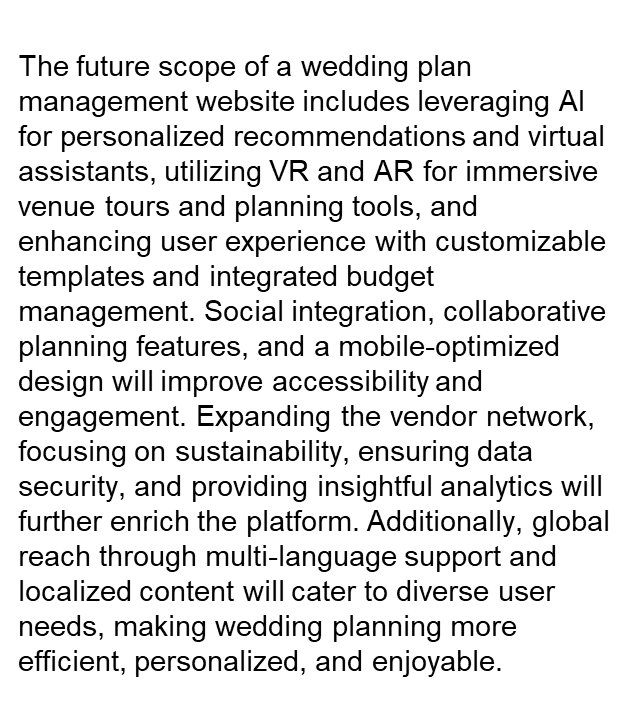 The future scope of a wedding plan
management website includes leveraging AI
for personalized recommendations and virtual
assistants, utilizing VR and AR for immersive
venue tours and planning tools, and
enhancing user experience with customizable
templates and integrated budget
management. Social integration, collaborative
planning features, and a mobile-optimized
design will improve accessibility and
engagement. Expanding the vendor network,
focusing on sustainability, ensuring data
security, and providing insightful analytics will
further enrich the platform. Additionally, global
reach through multi-language support and
localized content will cater to diverse user
needs, making wedding planning more
efficient, personalized, and enjoyable.